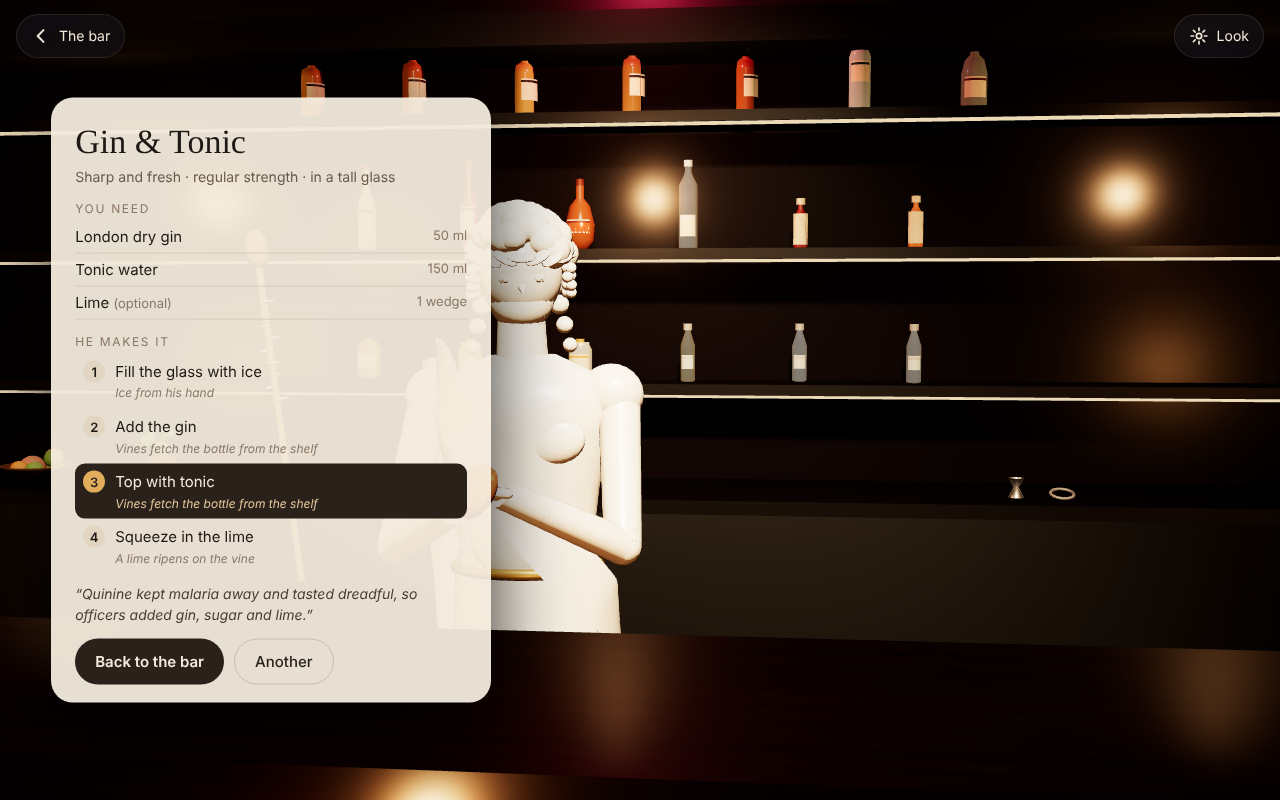 The bar
Look
Gin & Tonic
Sharp and fresh · regular strength · in a tall glass
YOU NEED
London dry gin 50 ml
Tonic water 150 ml
Lime (optional) 1 wedge
HE MAKES IT
1 Fill the glass with ice
Ice from his hand
2 Add the gin
Vines fetch the bottle from the shelf
3 Top with tonic
Vines fetch the bottle from the shelf
4 Squeeze in the lime
A lime ripens on the vine
“Quinine kept malaria away and tasted dreadful, so
officers added gin, sugar and lime.”
Back to the bar Another